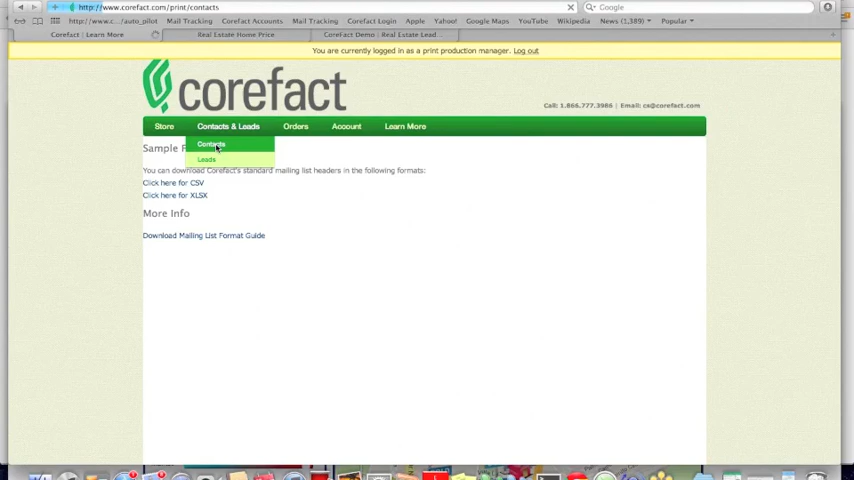 http://www.corefact.com/print/contacts
Google
http://www.c.../auto_pilot Mail Tracking Corefact Accounts Mail Tracking Corefact Login Apple Yahoo! Google Maps YouTube Wikipedia News (1,389) Popular
Corefact | Learn More Real Estate Home Price CoreFact Demo | Real Estate Lead...
You are currently logged in as a print production manager. Log out
corefact
Call: 1.866.777.3986 | Email: cs@corefact.com
Store Contacts & Leads Orders Account Learn More
Contacts
Sample F
Leads
You can download Corefact's standard mailing list headers in the following formats:
Click here for CSV
Click here for XLSX
More Info
Download Mailing List Format Guide